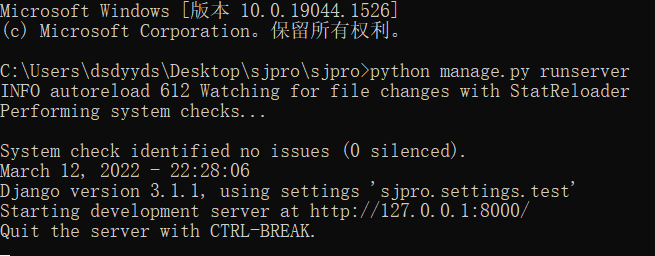 Microsoft Windows [版本 10.0.19044.1526]
(c) Microsoft Corporation。保留所有权利。
C:\Users\dsdyyds\Desktop\sjpro\sjpro>python manage.py runserver
INFO autoreload 612 Watching for file changes with StatReloader
Performing system checks...
System check identified no issues (0 silenced).
March 12, 2022 - 22:28:06
Django version 3.1.1, using settings 'sjpro.settings.test'
Starting development server at http://127.0.0.1:8000/
Quit the server with CTRL-BREAK.